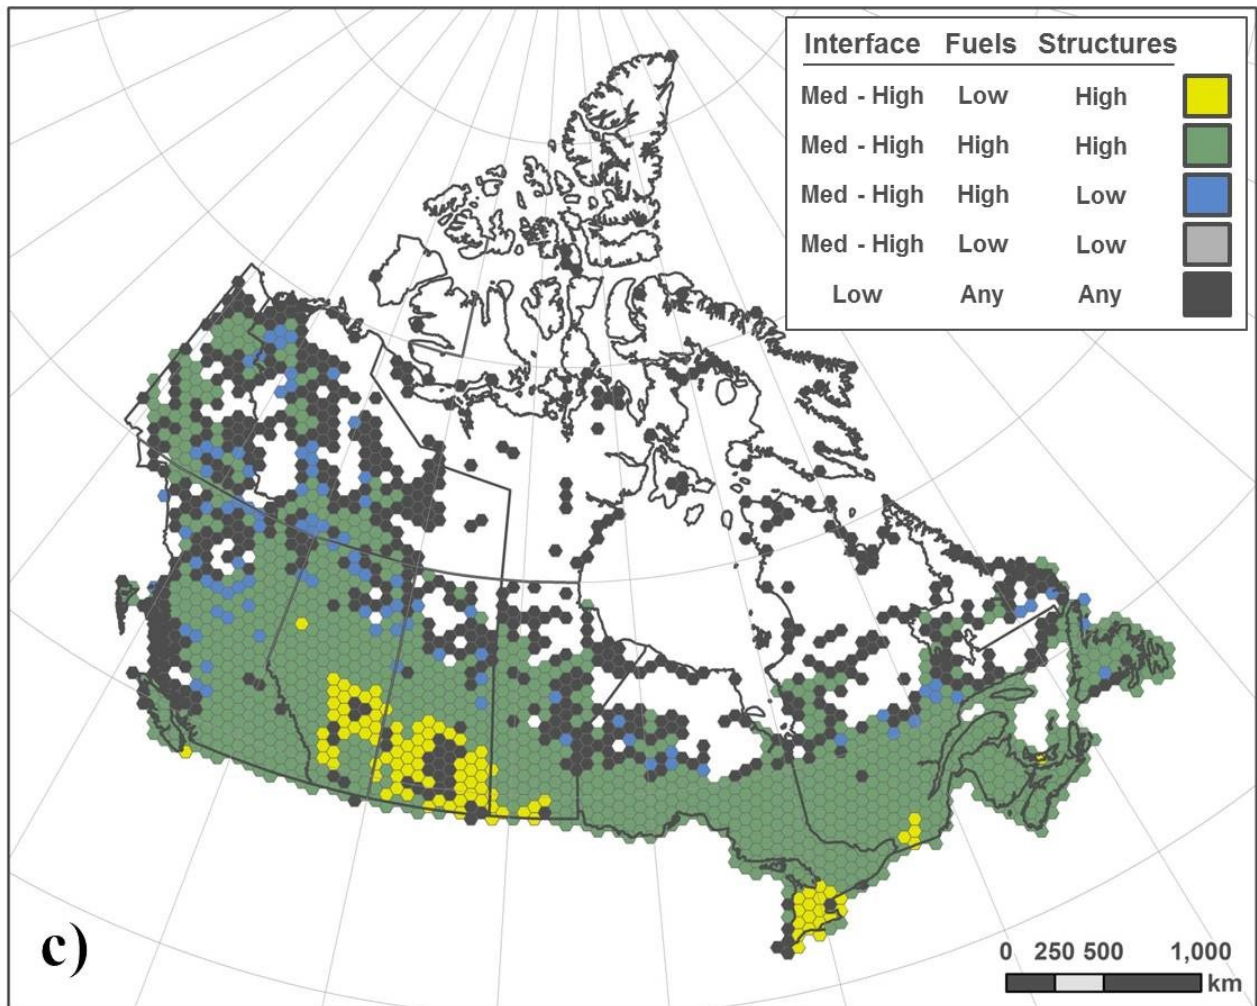 Interface Fuels Structures
Med - High Low High
Med - High High High
Med - High High Low
Med - High Low Low
Low Any Any
c)
0 250 500 1,000
km